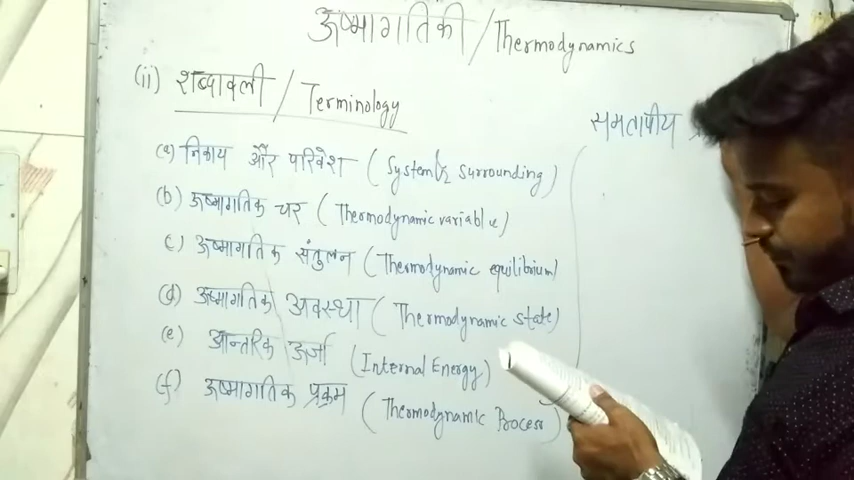 ऊष्मागतिकी / Thermodynamics
(ii) शब्दावली / Terminology
समतापीय
(a) निकाय और परिवेश ( System & Surrounding )
(b) ऊष्मागतिक चर ( Thermodynamic variable )
c) ऊष्मागतिक संतुलन ( Thermodynamic equilibrium )
(d) ऊष्मागतिक अवस्था ( Thermodynamic state )
(e) आन्तरिक ऊर्जा ( Internal Energy )
(f) ऊष्मागतिक प्रक्रम ( Thermodynamic Process )